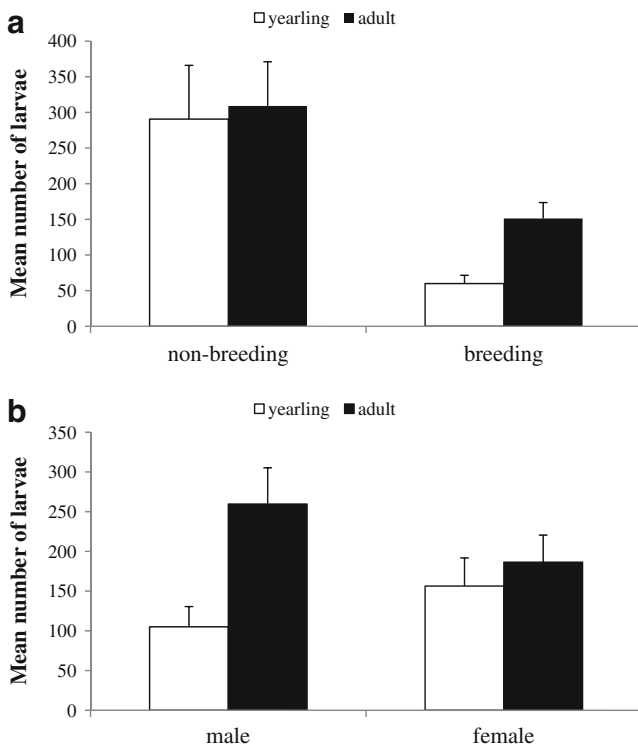 a
yearling adult
Mean number of larvae
400
350
300
250
200
150
100
50
0
non-breeding breeding
b
yearling adult
Mean number of larvae
350
300
250
200
150
100
50
0
male female